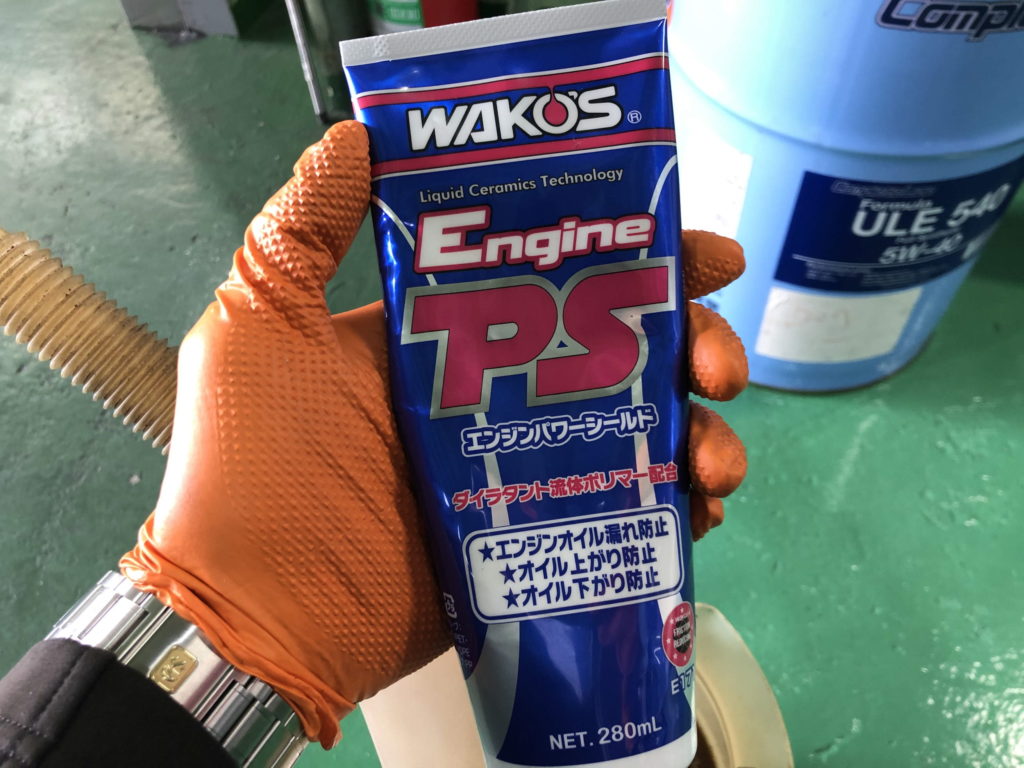 WAKO'S®
Liquid Ceramics Technology
Engine
PS
エンジンパワーシールド
ダイラタント流体ポリマー配合
★エンジンオイル漏れ防止
★オイル上がり防止
★オイル下がり防止
NET. 280mL
Formula
ULE 540
5W-40